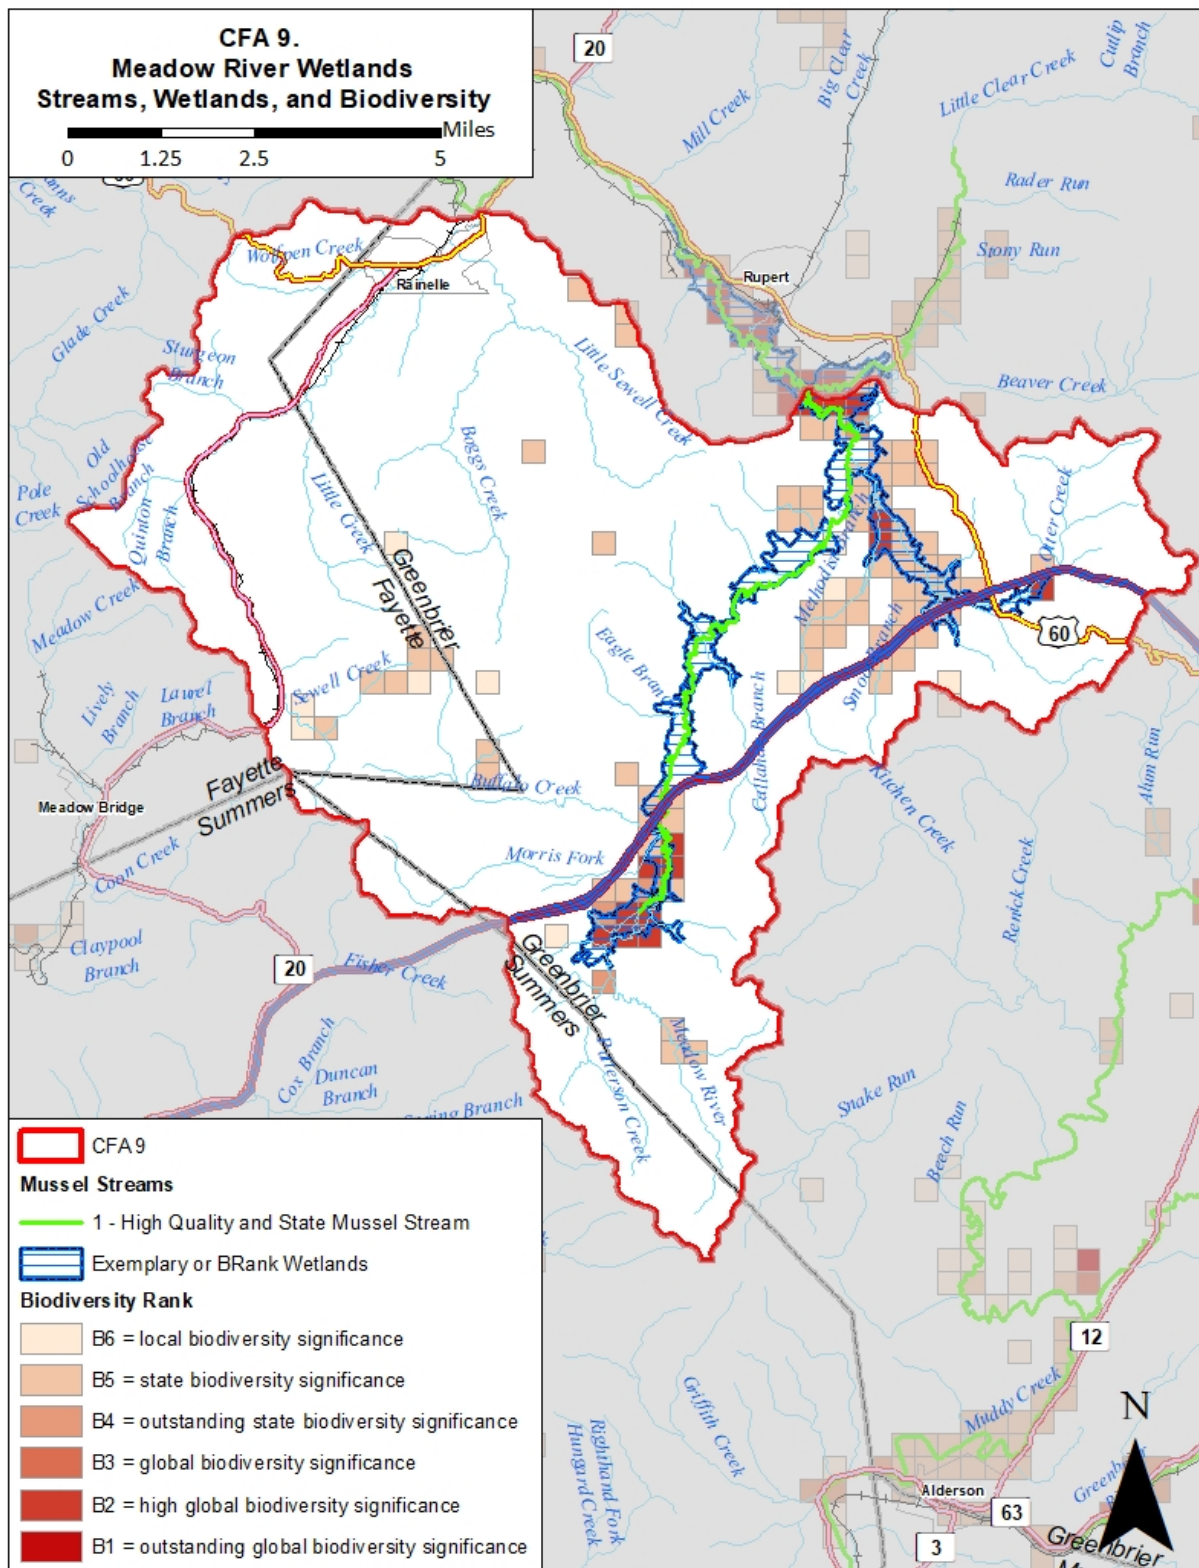 CFA 9.
Meadow River Wetlands
Streams, Wetlands, and Biodiversity
Miles
0 1.25 2.5 5
20
Big Clear
Creek
Cutlip
Branch
Little Clear Creek
Mill Creek
Creek
Rader Run
Stony Run
Wolfpen Creek
Rainelle
Rupert
Glade Creek
Sturgeon
Branch
Little Sewell Creek
Beaver Creek
Old
Schoolhouse
Branch
Boggs Creek
Pole
Creek
Quinton
Branch
Little Creek
Otter Creek
Methodist Branch
Greenbrier
Fayette
Meadow Creek
60
Eagle Branch
Smoot Branch
Sewell Creek
Lively
Branch
Laurel
Branch
Callahan Branch
Alum Run
Fayette
Summers
Buffalo Creek
Kitchen Creek
Meadow Bridge
Morris Fork
Coon Creek
Renick Creek
Claypool
Branch
20
Fisher Creek
Greenbrier
Summers
Cox Branch
Duncan
Branch
Patterson Creek
Meadow River
Snake Run
Beech Run
CFA 9
Mussel Streams
1 - High Quality and State Mussel Stream
Exemplary or BRank Wetlands
Biodiversity Rank
B6 = local biodiversity significance
B5 = state biodiversity significance
B4 = outstanding state biodiversity significance
B3 = global biodiversity significance
B2 = high global biodiversity significance
B1 = outstanding global biodiversity significance
12
Muddy Creek
N
Griffith Creek
Righthand Fork
Hungard Creek
Alderson
63
3
Greenbrier